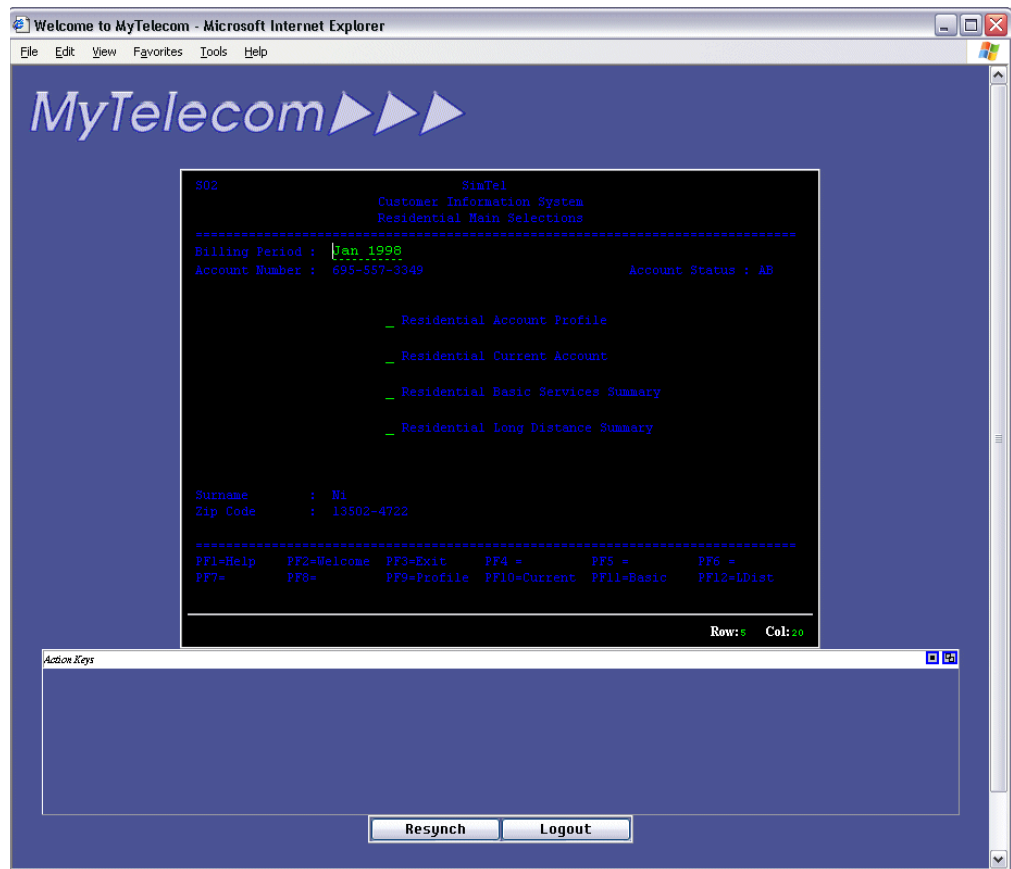 Welcome to MyTelecom - Microsoft Internet Explorer
File Edit View Favorites Tools Help
MyTelecom
S02 SimTel
Customer Information System
Residential Main Selections
Billing Period : Jan 1998
Account Number : 695-557-3349 Account Status : AB
_ Residential Account Profile
_ Residential Current Account
_ Residential Basic Services Summary
_ Residential Long Distance Summary
Surname : Ni
Zip Code : 13502-4722
PF1=Help PF2=Welcome PF3=Exit PF4 = PF5 = PF6 =
PF7= PF8= PF9=Profile PF10=Current PF11=Basic PF12=LDist
Row:5 Col:20
Action Keys
Resynch Logout